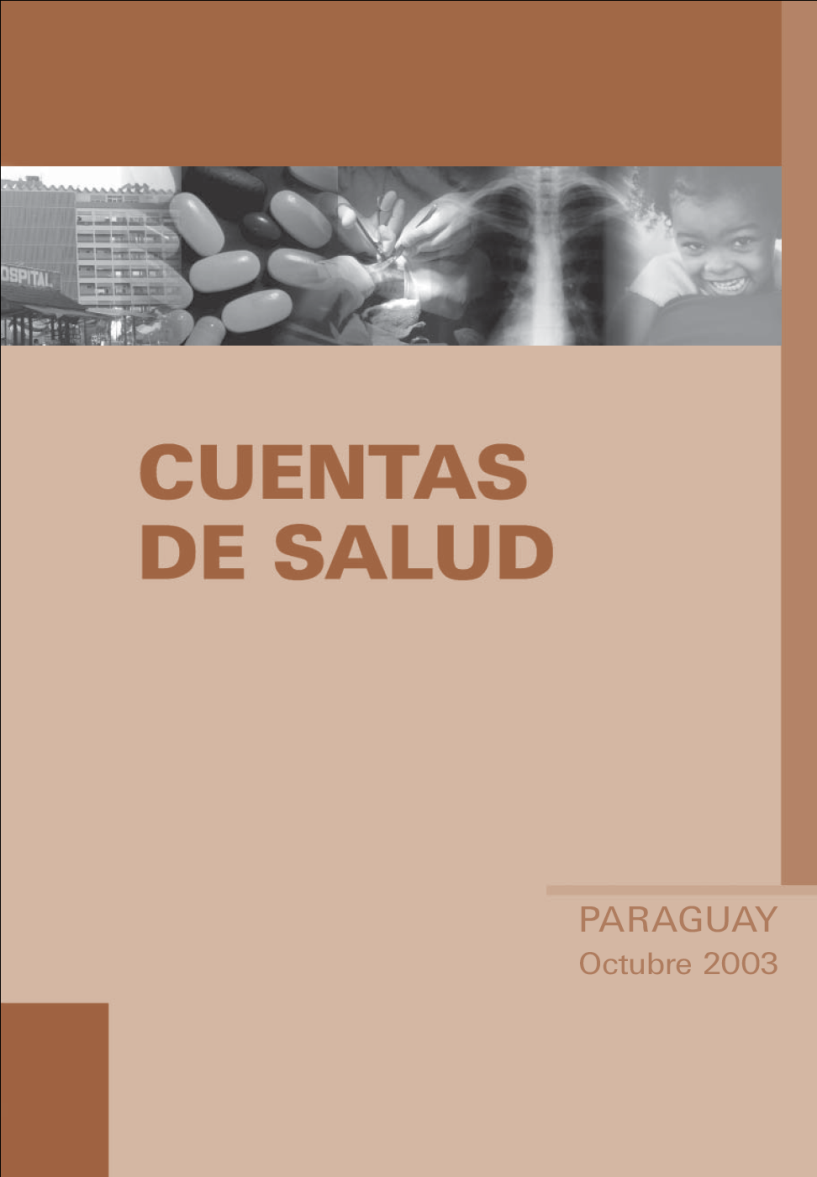 OSPITAL
CUENTAS
DE SALUD
PARAGUAY
Octubre 2003